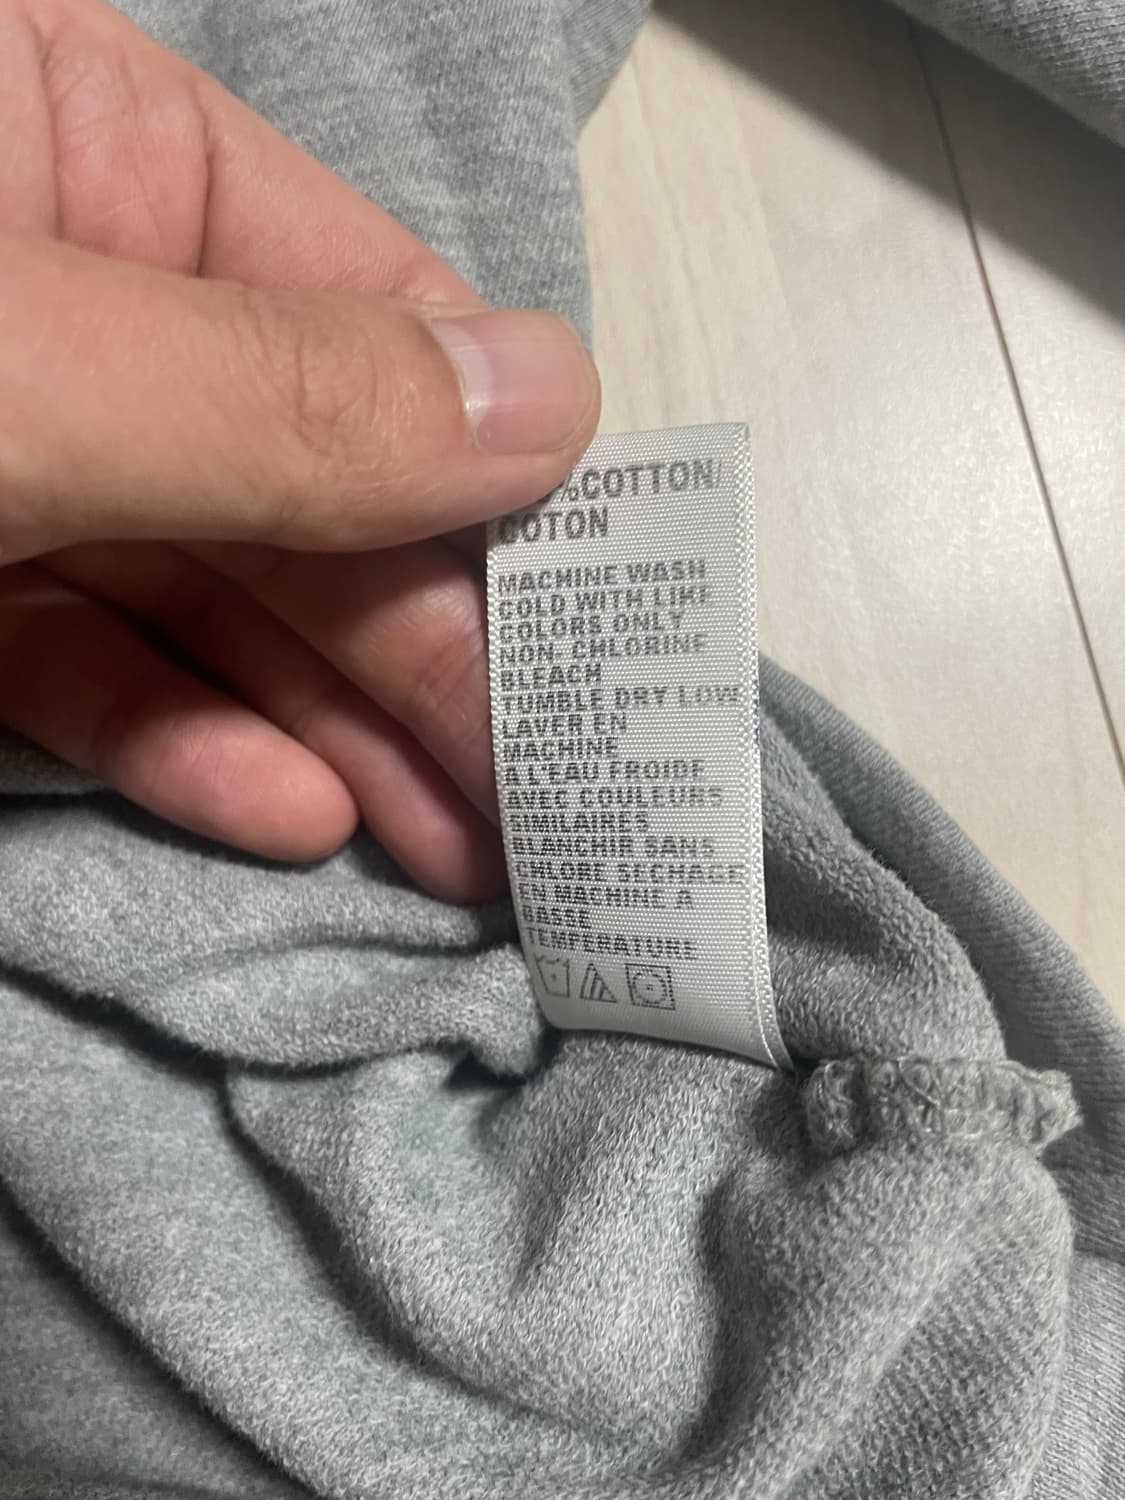 %COTTON/
COTON
MACHINE WASH
COLD WITH LIKE
COLORS ONLY
NON, CHLORINE
BLEACH
TUMBLE DRY LOW
LAVER EN
MACHINE
A L'EAU FROIDE
AVEC COULEURS
SIMILAIRES
BLANCHIR SANS
CHLORE SECHAGE
EN MACHINE A
BASSE
TEMPERATURE